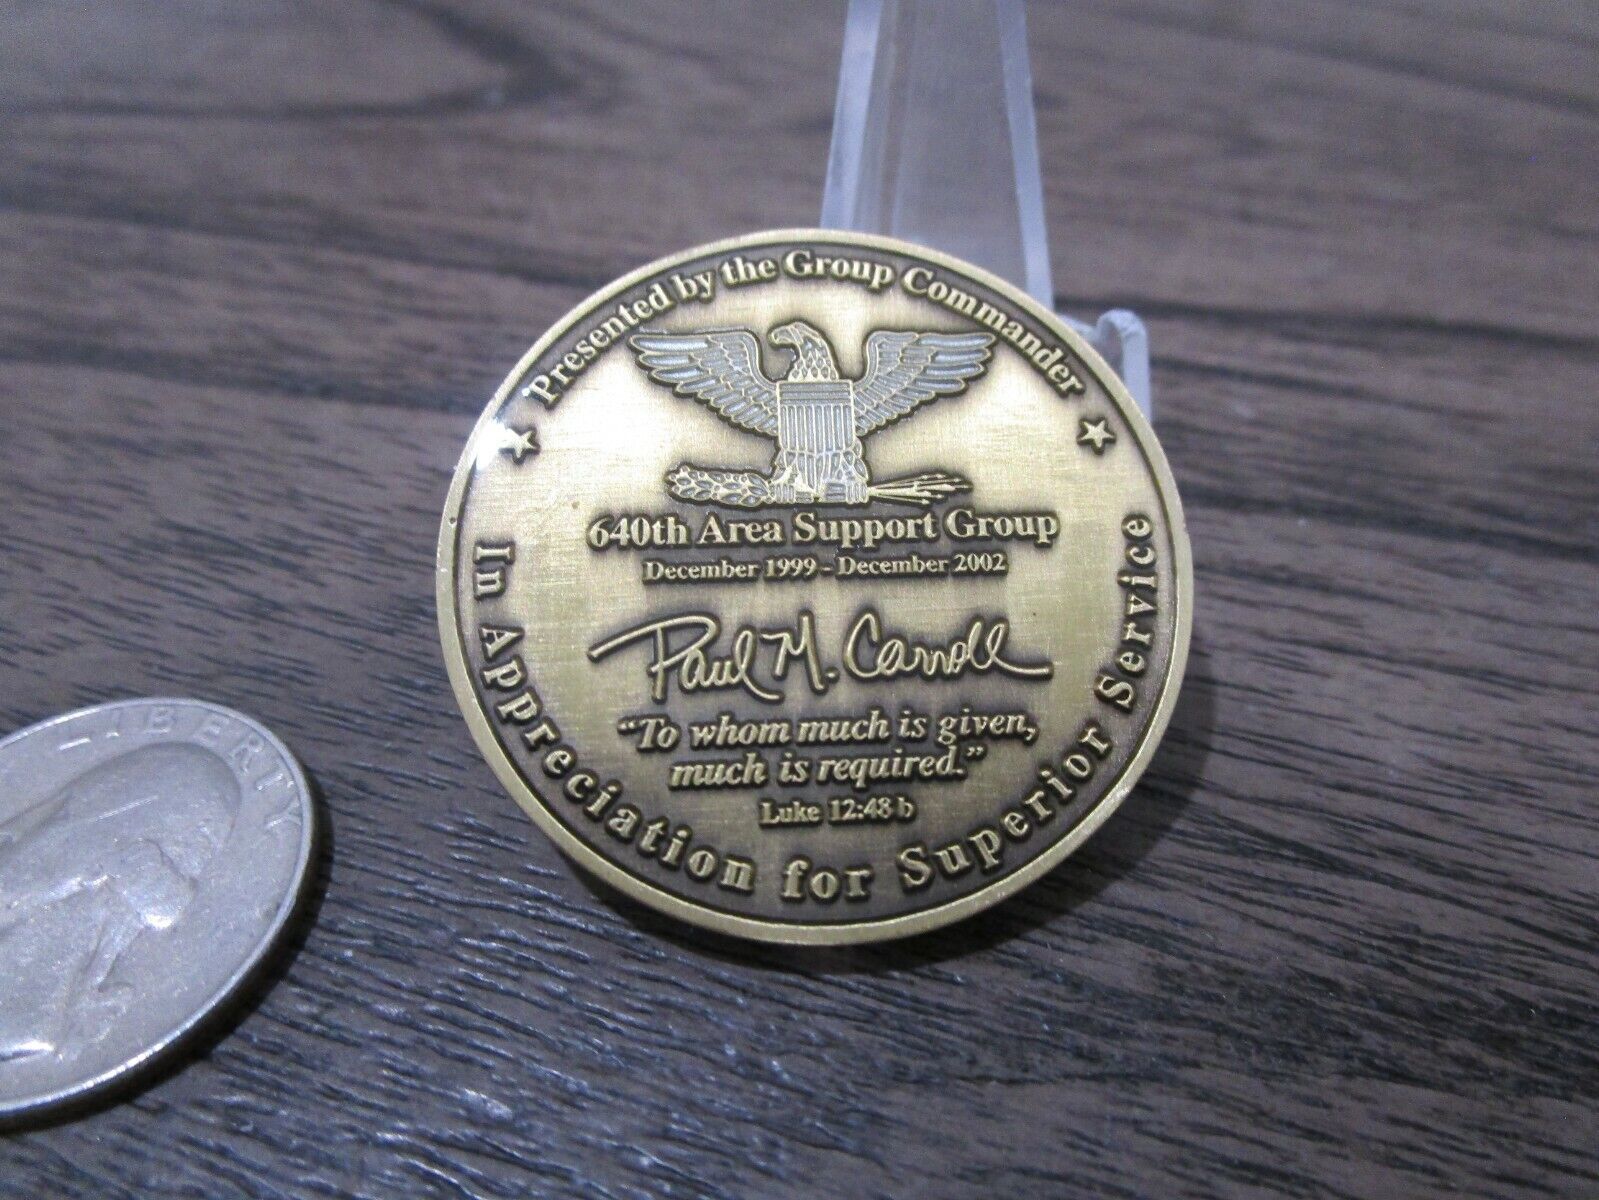 Presented by the Group Commander
640th Area Support Group
December 1999 - December 2002
Paul M. Carroll
"To whom much is given,
much is required."
Luke 12:48 b
In Appreciation for Superior Service
LIBERTY